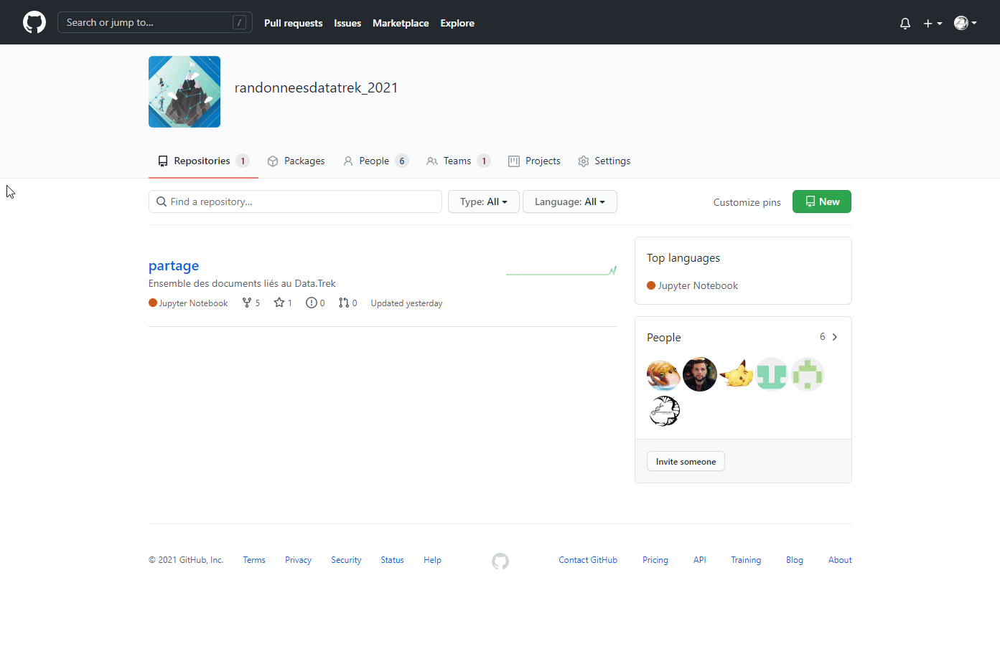 Search or jump to... /
Pull requests Issues Marketplace Explore
randonneesdatatrek_2021
Repositories 1 Packages People 6 Teams 1 Projects Settings
Find a repository... Type: All Language: All Customize pins New
partage
Ensemble des documents liés au Data.Trek
Jupyter Notebook 5 1 0 0 Updated yesterday
Top languages
Jupyter Notebook
People 6
Invite someone
© 2021 GitHub, Inc. Terms Privacy Security Status Help Contact GitHub Pricing API Training Blog About